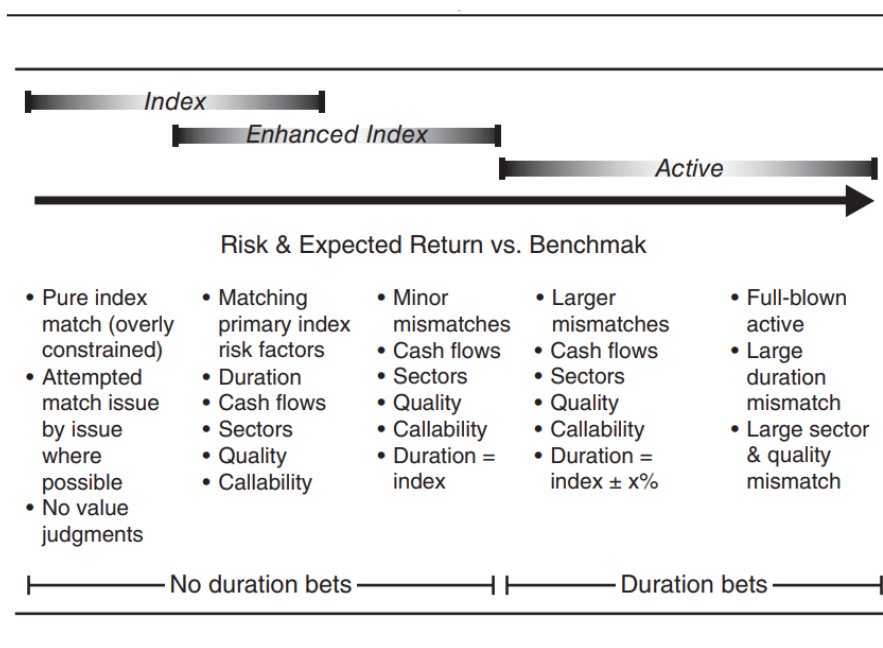 Index
Enhanced Index
Active
Risk & Expected Return vs. Benchmak
• Pure index
match (overly
constrained)
• Attempted
match issue
by issue
where
possible
• No value
judgments
• Matching
primary index
risk factors
• Duration
• Cash flows
• Sectors
• Quality
• Callability
• Minor
mismatches
• Cash flows
• Sectors
• Quality
• Callability
• Duration =
index
• Larger
mismatches
• Cash flows
• Sectors
• Quality
• Callability
• Duration =
index ± x%
• Full-blown
active
• Large
duration
mismatch
• Large sector
& quality
mismatch
No duration bets
Duration bets